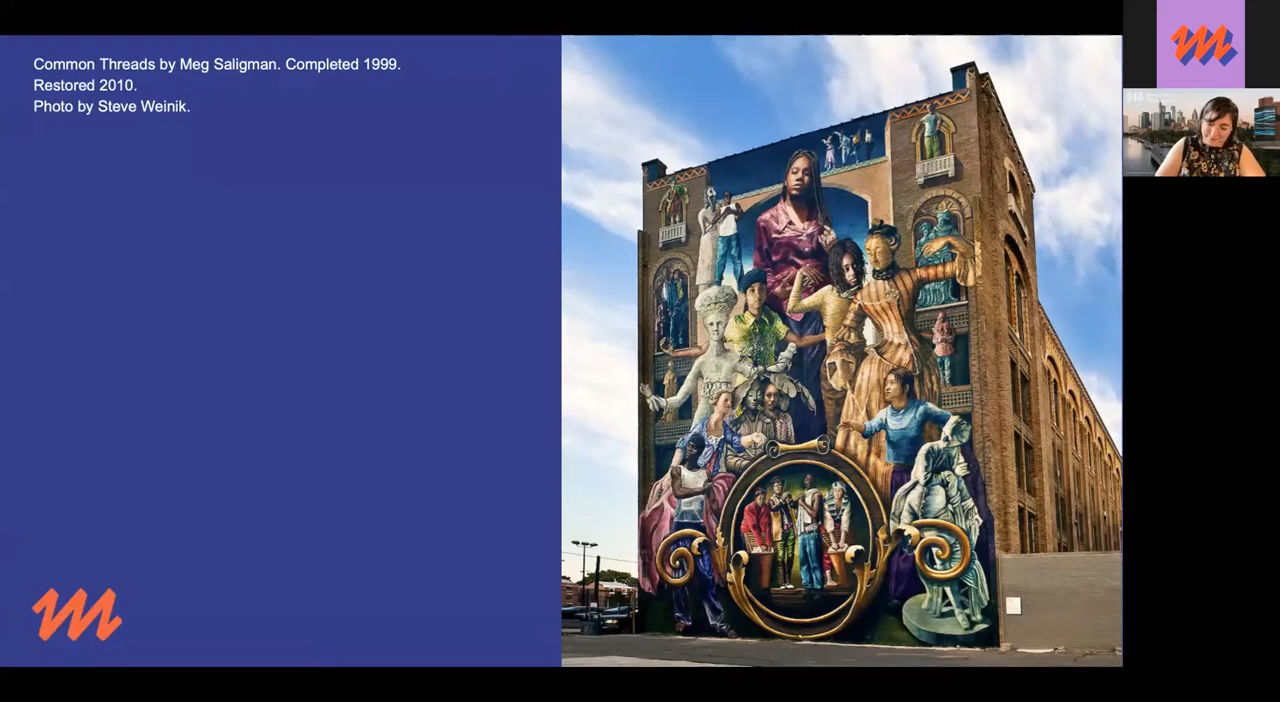 Common Threads by Meg Saligman. Completed 1999.
Restored 2010.
Photo by Steve Weinik.